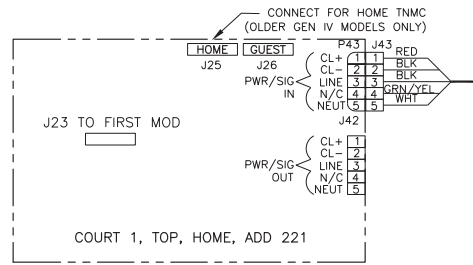 CONNECT FOR HOME TNMC
(OLDER GEN IV MODELS ONLY)
HOME GUEST
J25 J26
P43 J43
CL+ 1 1 RED
CL- 2 2 BLK
PWR/SIG IN
LINE 3 3 BLK
N/C 4 4 GRN/YEL
NEUT 5 5 WHT
J42
J23 TO FIRST MOD
CL+ 1
CL- 2
PWR/SIG OUT
LINE 3
N/C 4
NEUT 5
COURT 1, TOP, HOME, ADD 221